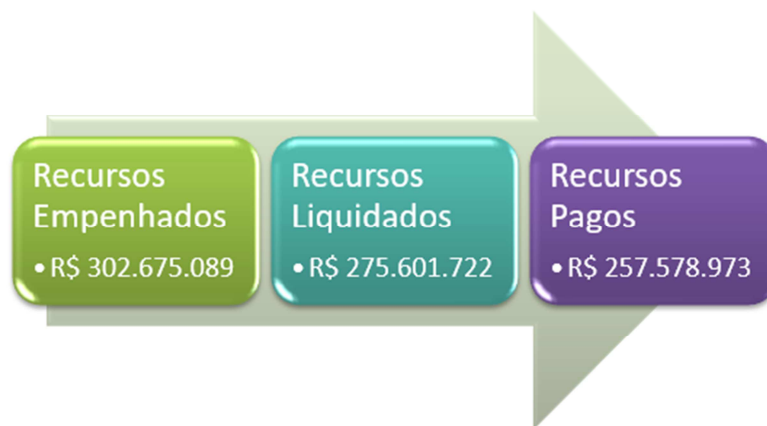 Recursos
Empenhados
• R$ 302.675.089
Recursos
Liquidados
• R$ 275.601.722
Recursos
Pagos
• R$ 257.578.973